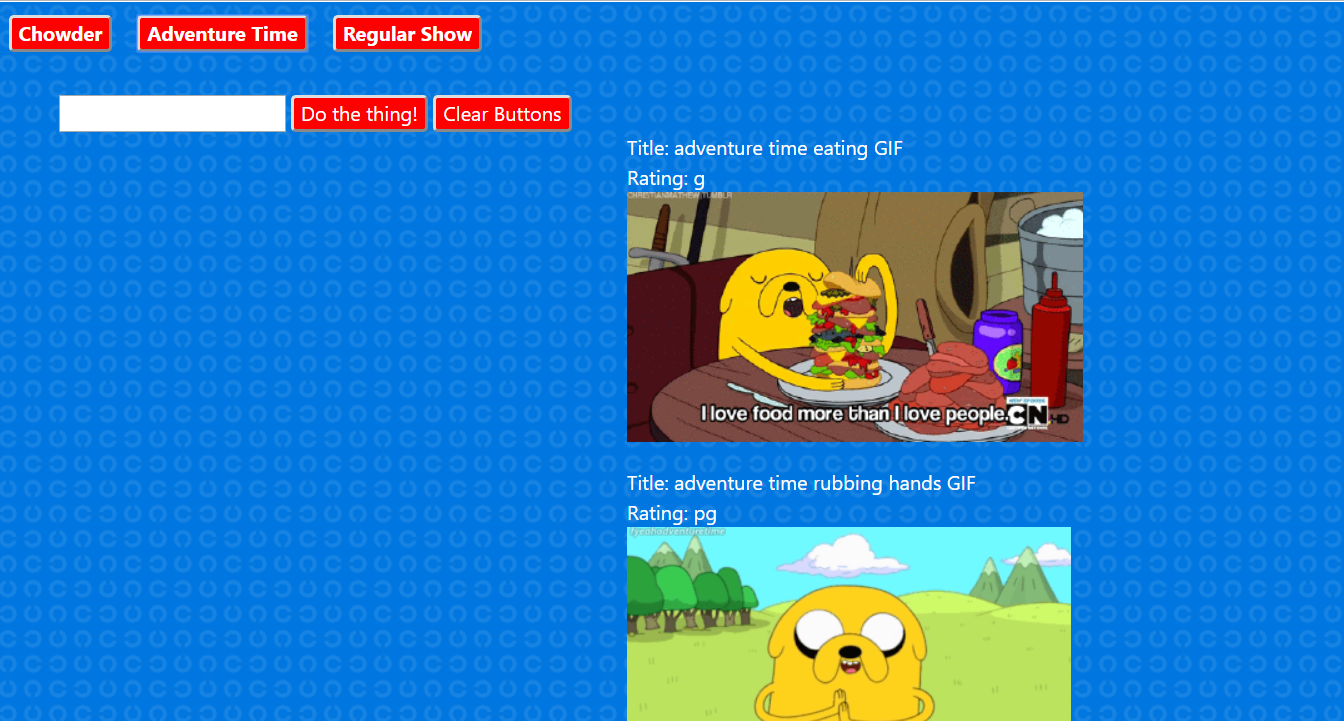 Chowder Adventure Time Regular Show
Do the thing! Clear Buttons
Title: adventure time eating GIF
Rating: g
CHRISTIANMATHEW.TUMBLR
I love food more than I love people.
CN HD
Title: adventure time rubbing hands GIF
Rating: pg
fyeahadventuretime